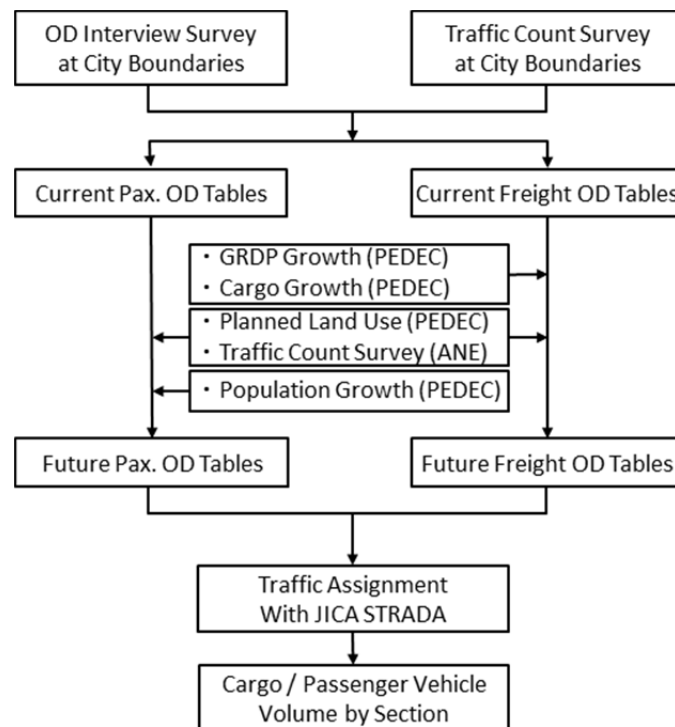 OD Interview Survey
at City Boundaries
Traffic Count Survey
at City Boundaries
Current Pax. OD Tables
Current Freight OD Tables
・GRDP Growth (PEDEC)
・Cargo Growth (PEDEC)
・Planned Land Use (PEDEC)
・Traffic Count Survey (ANE)
・Population Growth (PEDEC)
Future Pax. OD Tables
Future Freight OD Tables
Traffic Assignment
With JICA STRADA
Cargo / Passenger Vehicle
Volume by Section